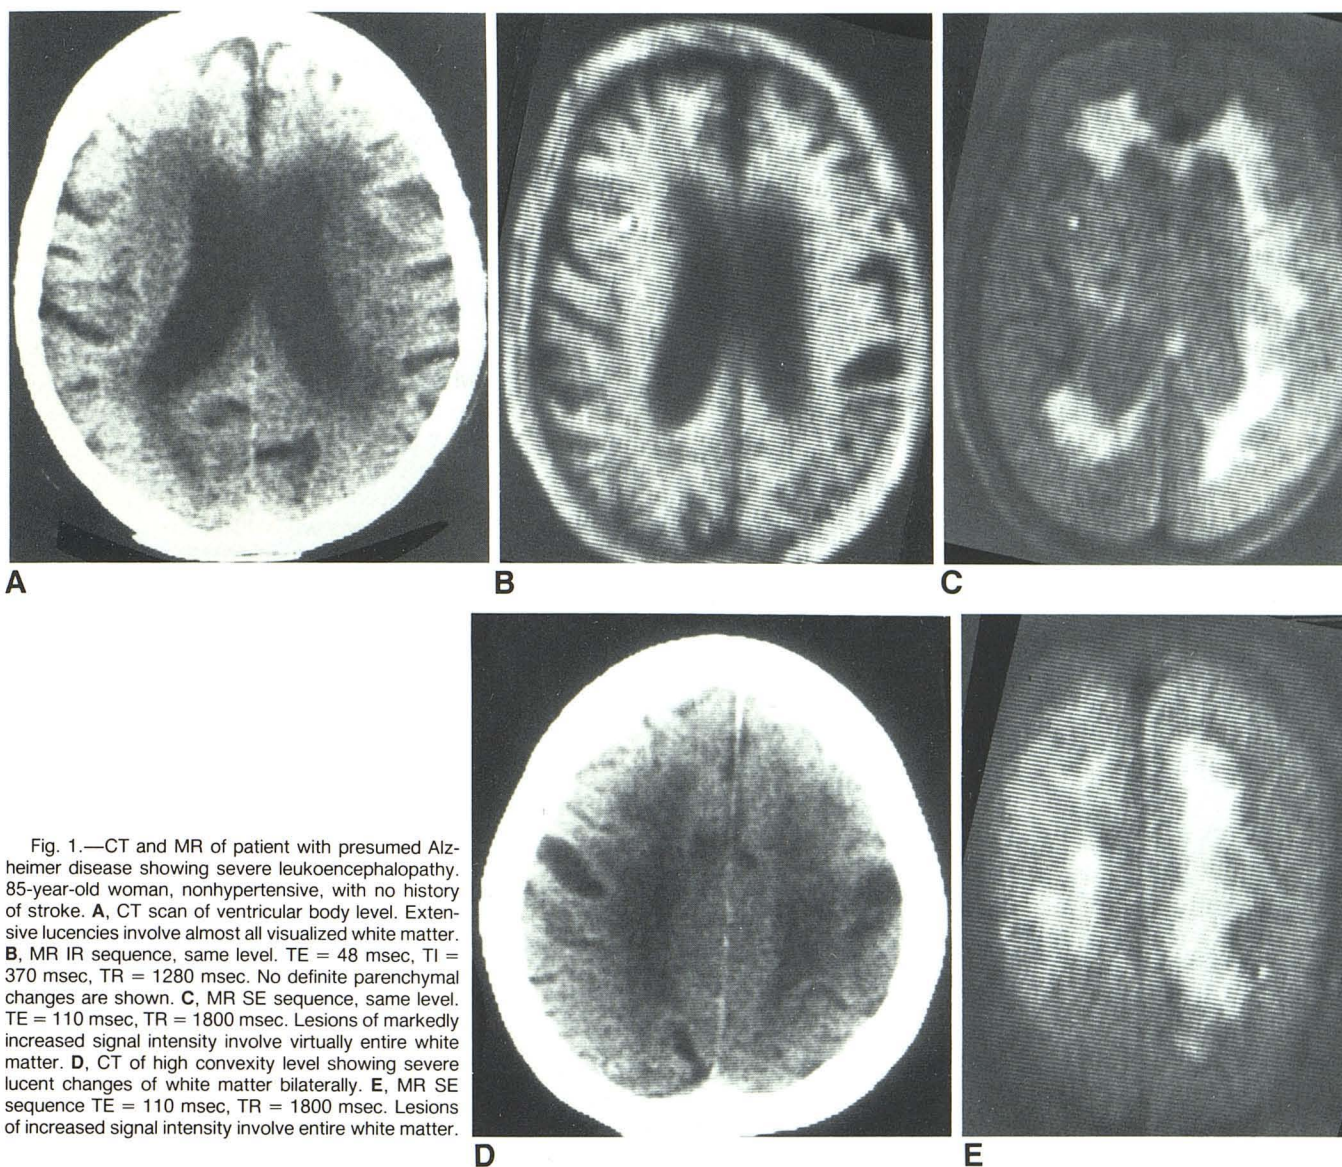 A
B
C
Fig. 1.—CT and MR of patient with presumed Alz-
heimer disease showing severe leukoencephalopathy.
85-year-old woman, nonhypertensive, with no history
of stroke. A, CT scan of ventricular body level. Exten-
sive lucencies involve almost all visualized white matter.
B, MR IR sequence, same level. TE = 48 msec, TI =
370 msec, TR = 1280 msec. No definite parenchymal
changes are shown. C, MR SE sequence, same level.
TE = 110 msec, TR = 1800 msec. Lesions of markedly
increased signal intensity involve virtually entire white
matter. D, CT of high convexity level showing severe
lucent changes of white matter bilaterally. E, MR SE
sequence TE = 110 msec, TR = 1800 msec. Lesions
of increased signal intensity involve entire white matter.
D
E